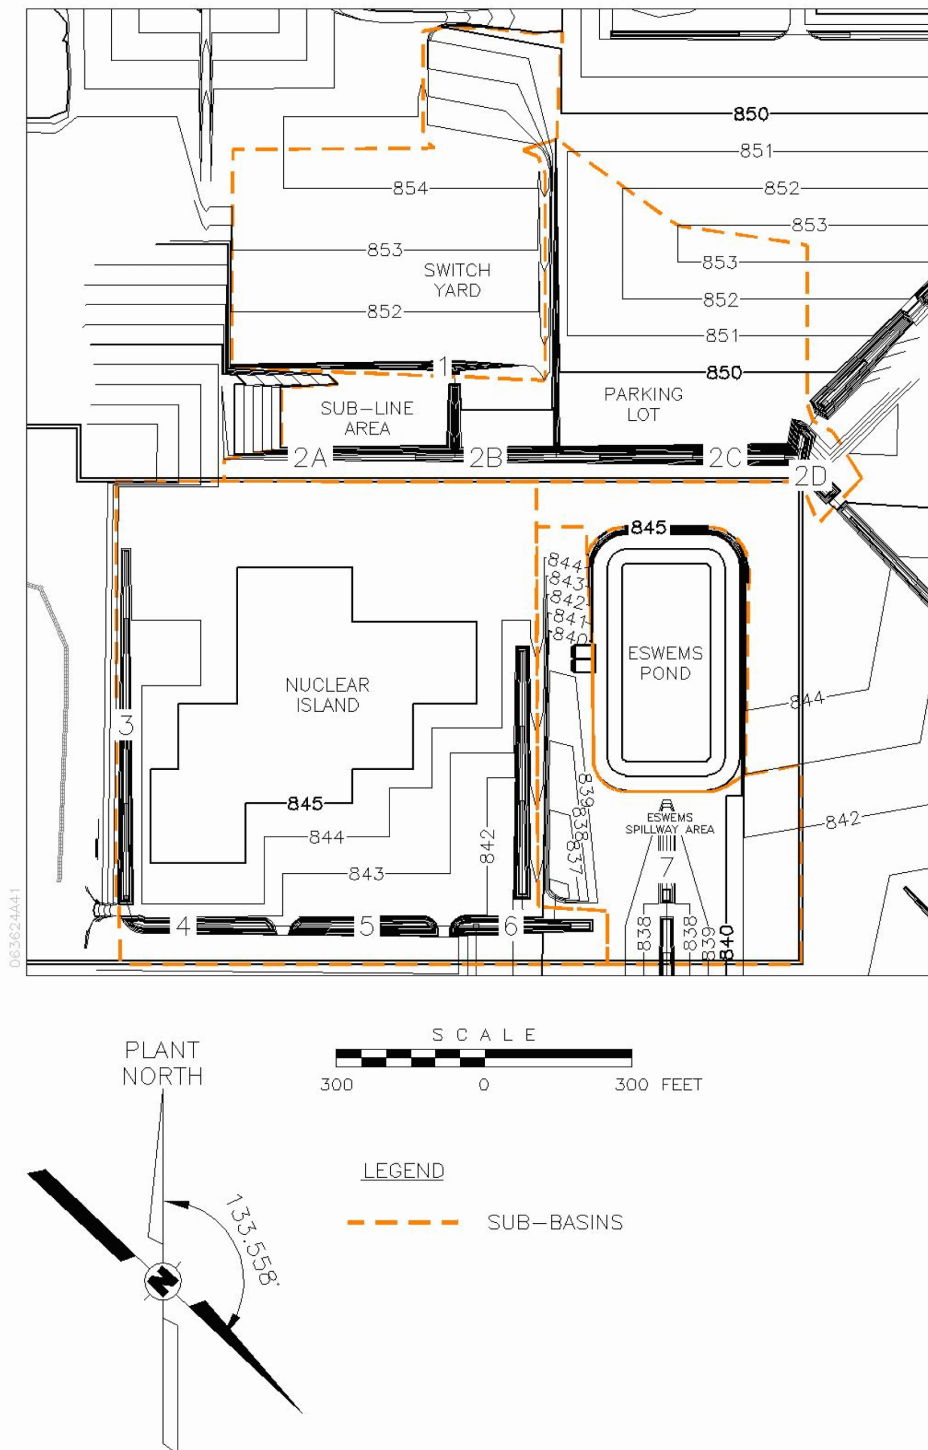 850
851
852
853
854
853
853
SWITCH
YARD
852
852
851
1
850
PARKING
LOT
SUB-LINE
AREA
2A
2B
2C
2D
845
844
843
842
841
840
ESWEMS
POND
NUCLEAR
ISLAND
844
3
845
839
838
837
ESWEMS
SPILLWAY AREA
844
842
842
843
7
4
5
6
838
838
839
840
063624A41
PLANT
NORTH
SCALE
300
0
300 FEET
LEGEND
SUB-BASINS
133.558°
N